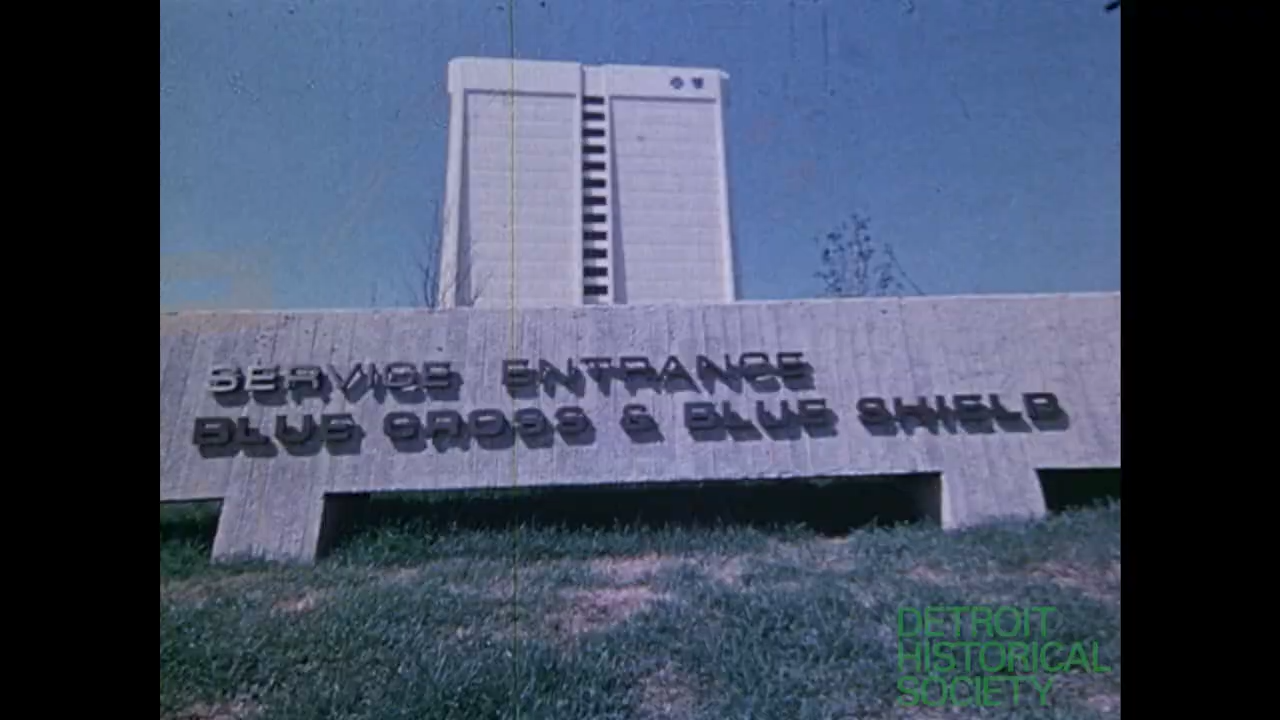 SERVICE ENTRANCE
BLUE CROSS & BLUE SHIELD
DETROIT
HISTORICAL
SOCIETY